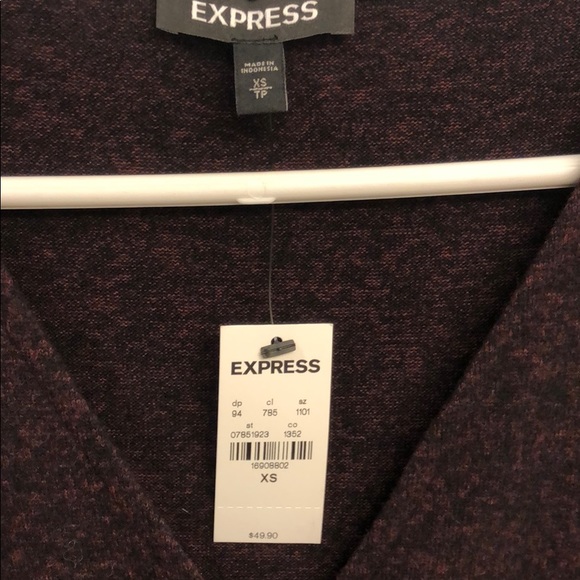 EXPRESS
MADE IN
INDONESIA
XS
TP
EXPRESS
dp cl sz
94 785 1101
st co
07851923 1352
16908802
XS
$49.90